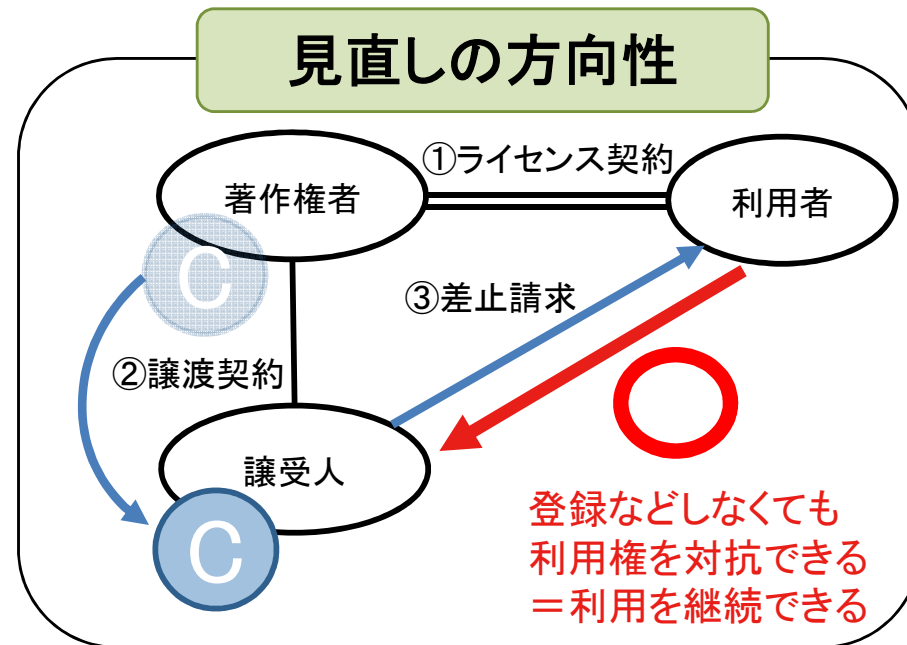 見直しの方向性
①ライセンス契約
著作権者
利用者
C
③差止請求
②譲渡契約
譲受人
C
登録などしなくても
利用権を対抗できる
＝利用を継続できる